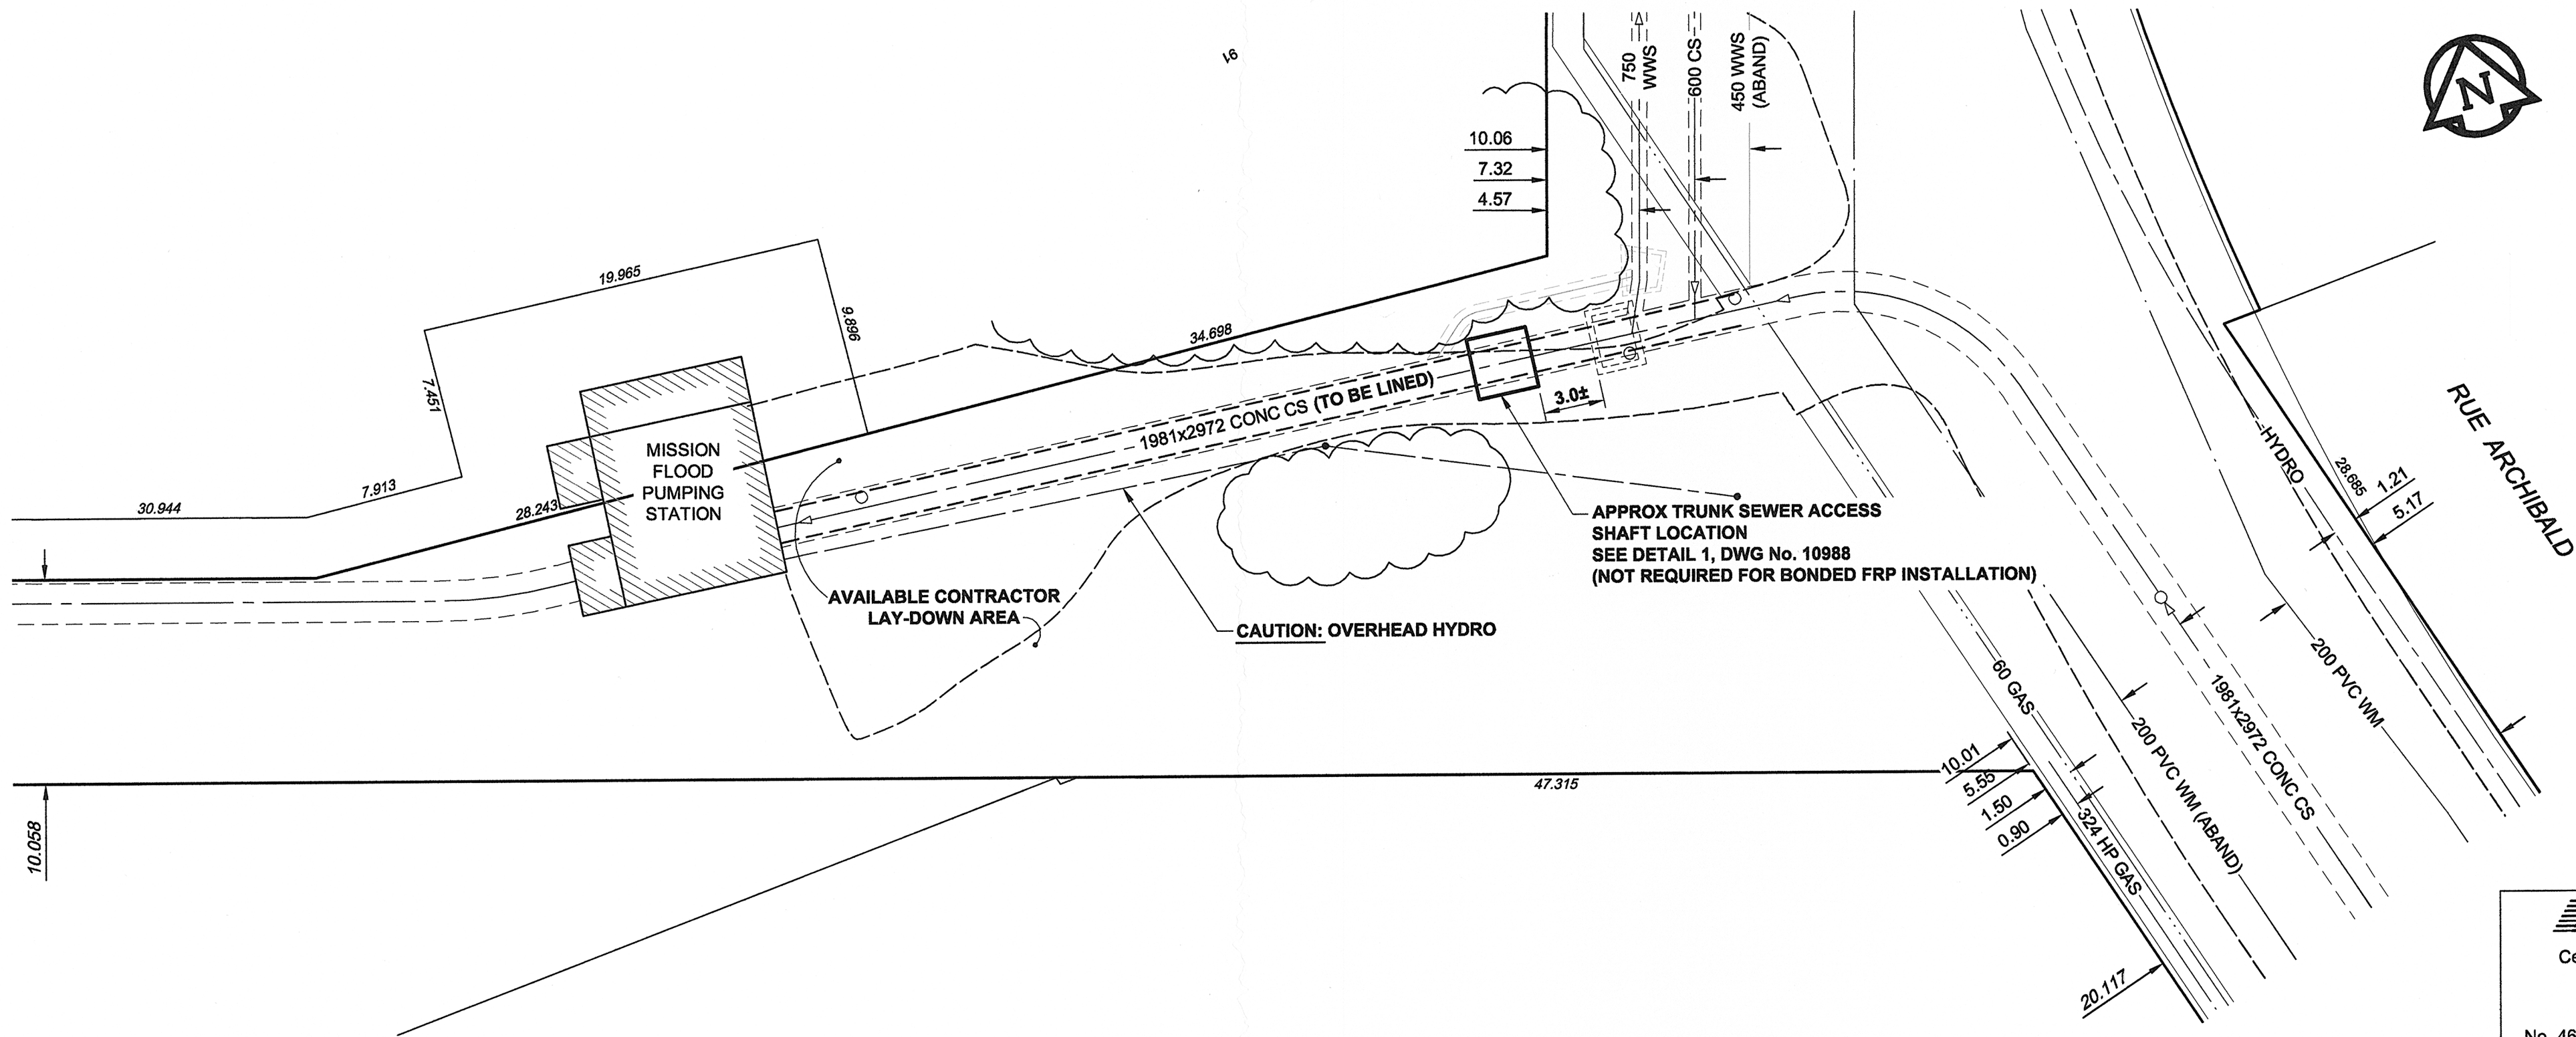 91
750
WWS
600 CS
450 WWS
(ABAND)
N
10.06
7.32
4.57
19.965
9.896
34.698
7.451
MISSION
FLOOD
PUMPING
STATION
1981x2972 CONC CS (TO BE LINED)
3.0±
RUE ARCHIBALD
HYDRO
28.685
1.21
5.17
30.944
7.913
28.243
APPROX TRUNK SEWER ACCESS
SHAFT LOCATION
SEE DETAIL 1, DWG No. 10988
(NOT REQUIRED FOR BONDED FRP INSTALLATION)
AVAILABLE CONTRACTOR
LAY-DOWN AREA
CAUTION: OVERHEAD HYDRO
60 GAS
200 PVC WM
1981x2972 CONC CS
200 PVC WM (ABAND)
324 HP GAS
10.01
5.55
1.50
0.90
47.315
10.058
20.117
Ce
No. 46